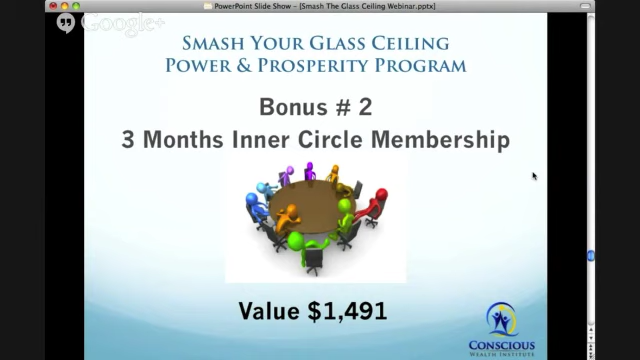 PowerPoint Slide Show - [Smash The Glass Ceiling Webinar.pptx]
Google+
SMASH YOUR GLASS CEILING
POWER & PROSPERITY PROGRAM
Bonus # 2
3 Months Inner Circle Membership
Value $1,491
CONSCIOUS
WEALTH INSTITUTE